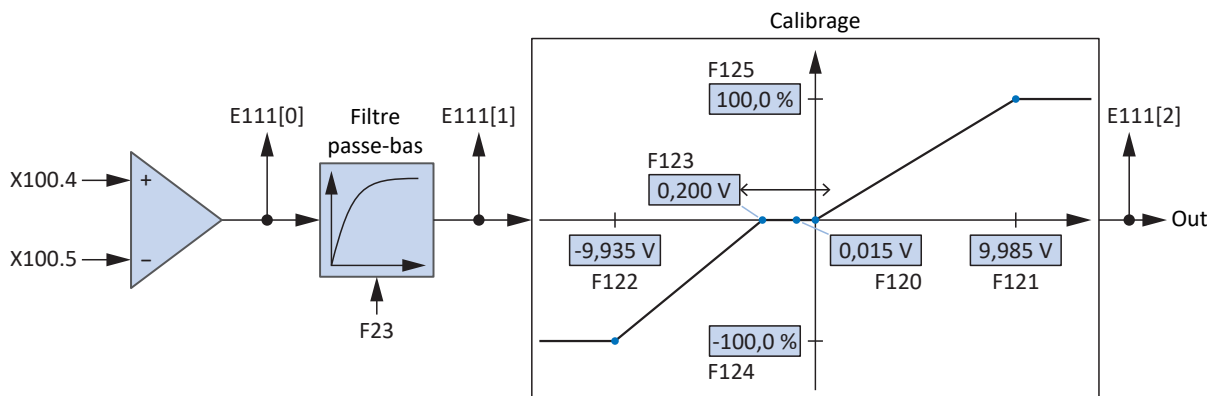 Calibrage
F125
100,0 %
E111[0]
Filtre
passe-bas
E111[1]
E111[2]
F123
0,200 V
X100.4
+
Out
X100.5
−
-9,935 V
0,015 V
9,985 V
F122
F120
F121
F23
-100,0 %
F124